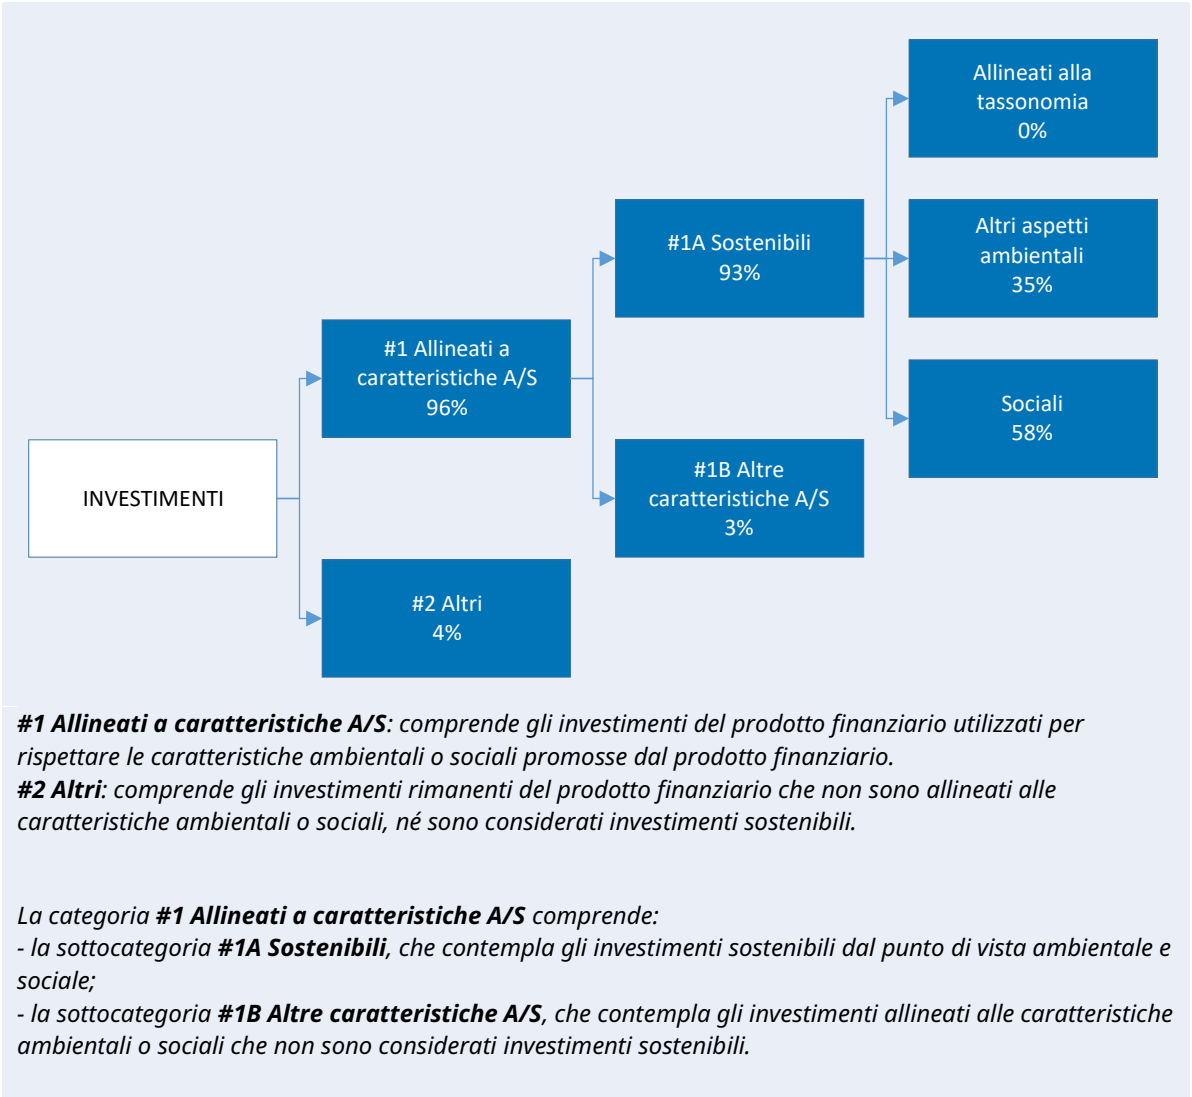 Allineati alla
tassonomia
0%
#1A Sostenibili
93%
Altri aspetti
ambientali
35%
#1 Allineati a
caratteristiche A/S
96%
Sociali
58%
INVESTIMENTI
#1B Altre
caratteristiche A/S
3%
#2 Altri
4%
#1 Allineati a caratteristiche A/S: comprende gli investimenti del prodotto finanziario utilizzati per
rispettare le caratteristiche ambientali o sociali promosse dal prodotto finanziario.
#2 Altri: comprende gli investimenti rimanenti del prodotto finanziario che non sono allineati alle
caratteristiche ambientali o sociali, né sono considerati investimenti sostenibili.
La categoria #1 Allineati a caratteristiche A/S comprende:
- la sottocategoria #1A Sostenibili, che contempla gli investimenti sostenibili dal punto di vista ambientale e
sociale;
- la sottocategoria #1B Altre caratteristiche A/S, che contempla gli investimenti allineati alle caratteristiche
ambientali o sociali che non sono considerati investimenti sostenibili.